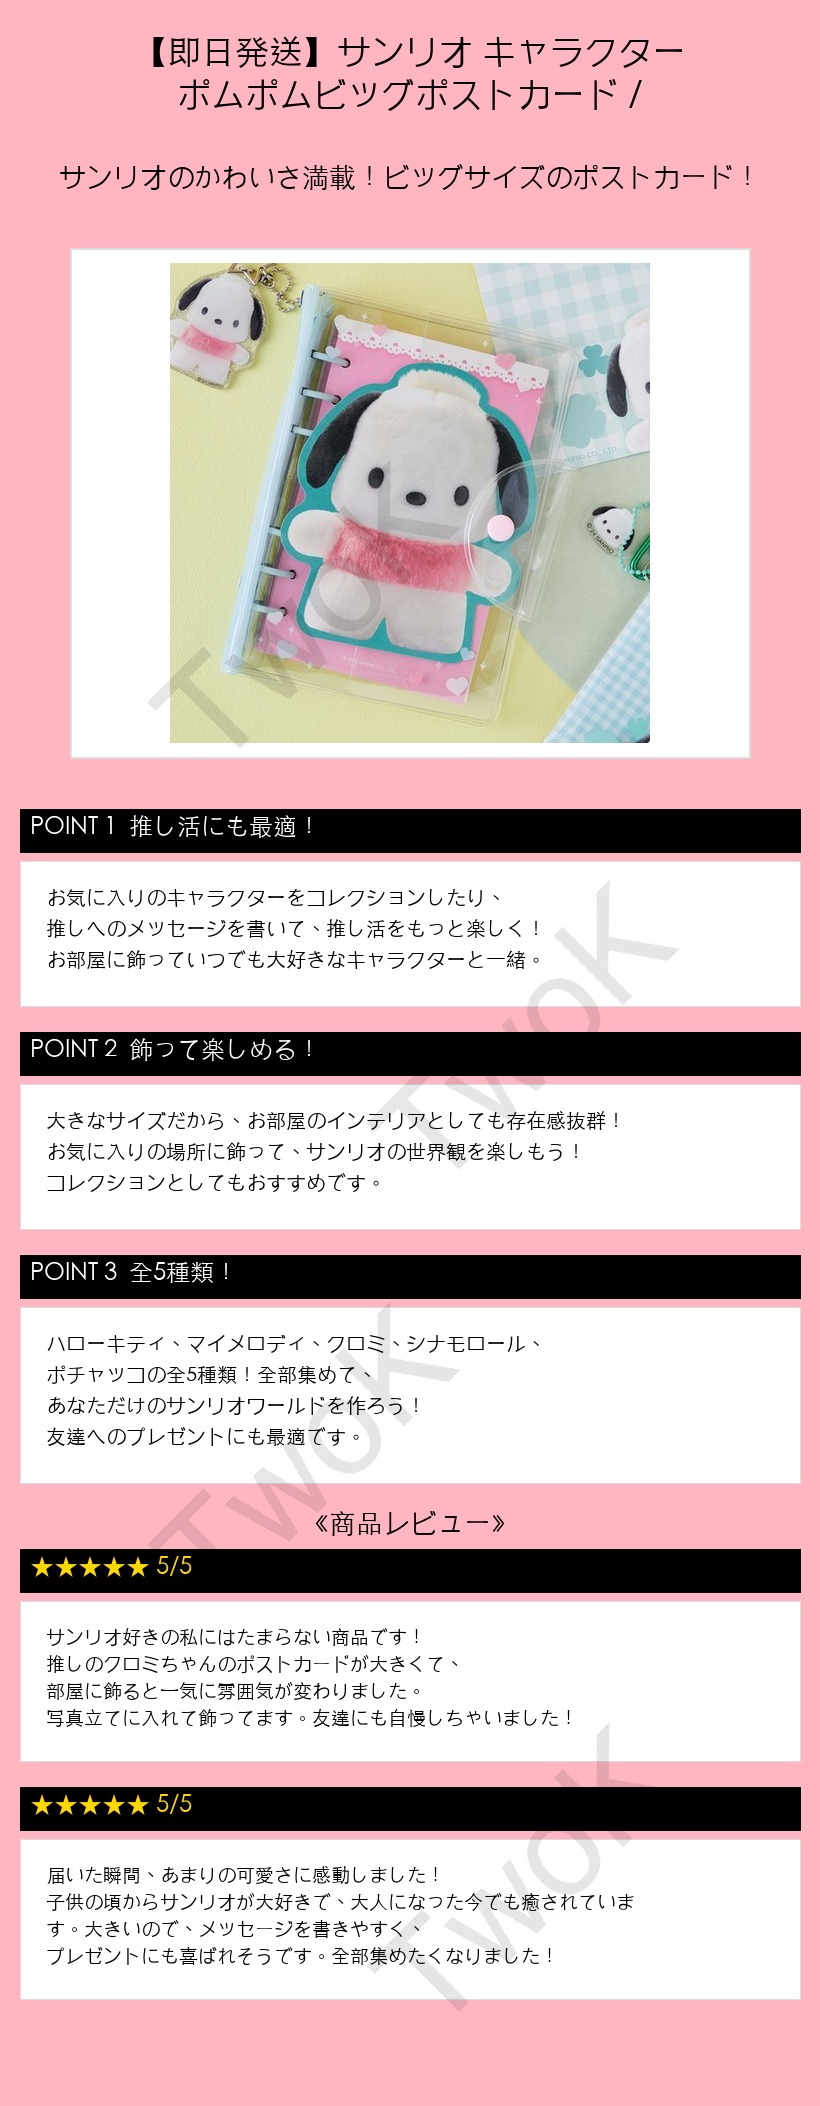 【即日発送】サンリオ キャラクター
ポムポムビッグポストカード /
サンリオのかわいさ満載！ビッグサイズのポストカード！
SANRIO CO., LTD.
TwoK
POINT 1 推し活にも最適！
お気に入りのキャラクターをコレクションしたり、
推しへのメッセージを書いて、推し活をもっと楽しく！
お部屋に飾っていつでも大好きなキャラクターと一緒。
TwoK
POINT 2 飾って楽しめる！
大きなサイズだから、お部屋のインテリアとしても存在感抜群！
お気に入りの場所に飾って、サンリオの世界観を楽しもう！
コレクションとしてもおすすめです。
POINT 3 全5種類！
ハローキティ、マイメロディ、クロミ、シナモロール、
ポチャッコの全5種類！全部集めて、
あなただけのサンリオワールドを作ろう！
友達へのプレゼントにも最適です。
TwoK
《商品レビュー》
★★★★★ 5/5
サンリオ好きの私にはたまらない商品です！
推しのクロミちゃんのポストカードが大きくて、
部屋に飾ると一気に雰囲気が変わりました。
写真立てに入れて飾ってます。友達にも自慢しちゃいました！
★★★★★ 5/5
届いた瞬間、あまりの可愛さに感動しました！
子供の頃からサンリオが大好きで、大人になった今でも癒されていま
す。大きいので、メッセージを書きやすく、
プレゼントにも喜ばれそうです。全部集めたくなりました！
TwoK